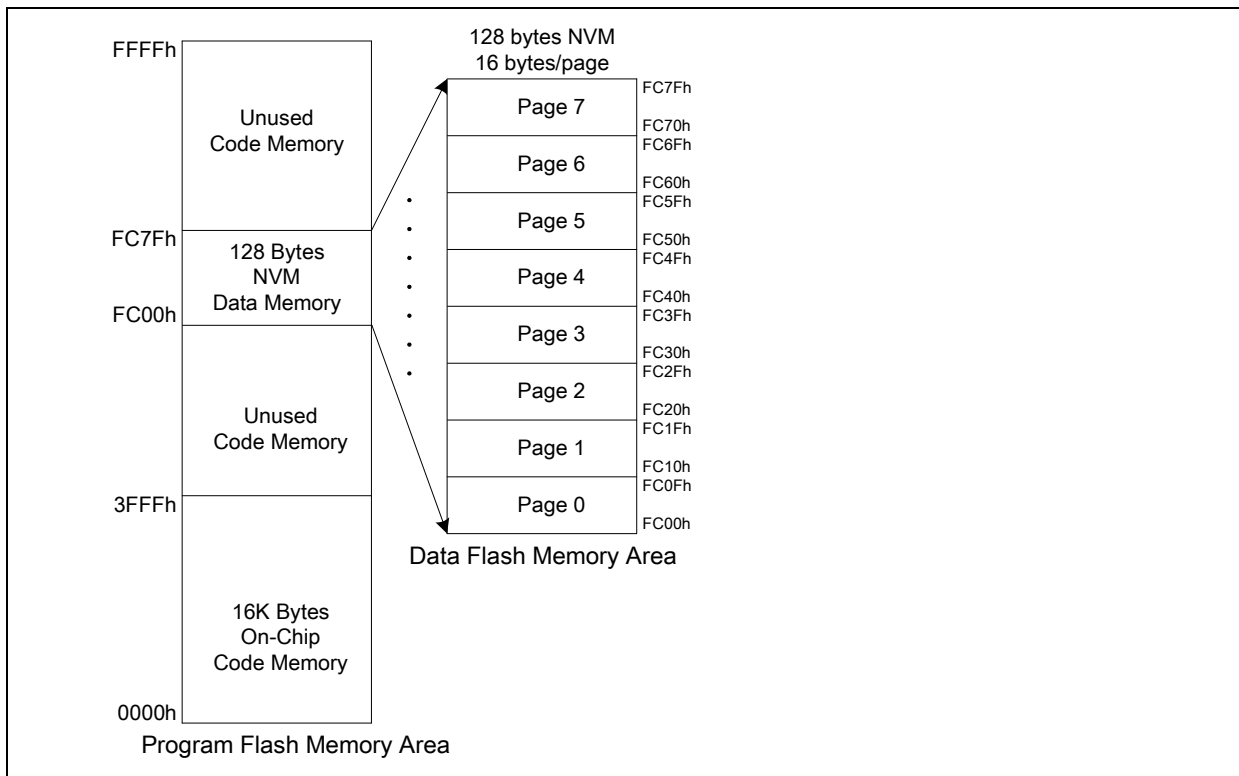 FFFFh
Unused
Code Memory
FC7Fh
128 Bytes
NVM
Data Memory
FC00h
Unused
Code Memory
3FFFh
16K Bytes
On-Chip
Code Memory
0000h
Program Flash Memory Area
128 bytes NVM
16 bytes/page
Page 7
FC7Fh
FC70h
Page 6
FC6Fh
FC60h
Page 5
FC5Fh
FC50h
Page 4
FC4Fh
FC40h
Page 3
FC3Fh
FC30h
Page 2
FC2Fh
FC20h
Page 1
FC1Fh
FC10h
Page 0
FC0Fh
FC00h
Data Flash Memory Area